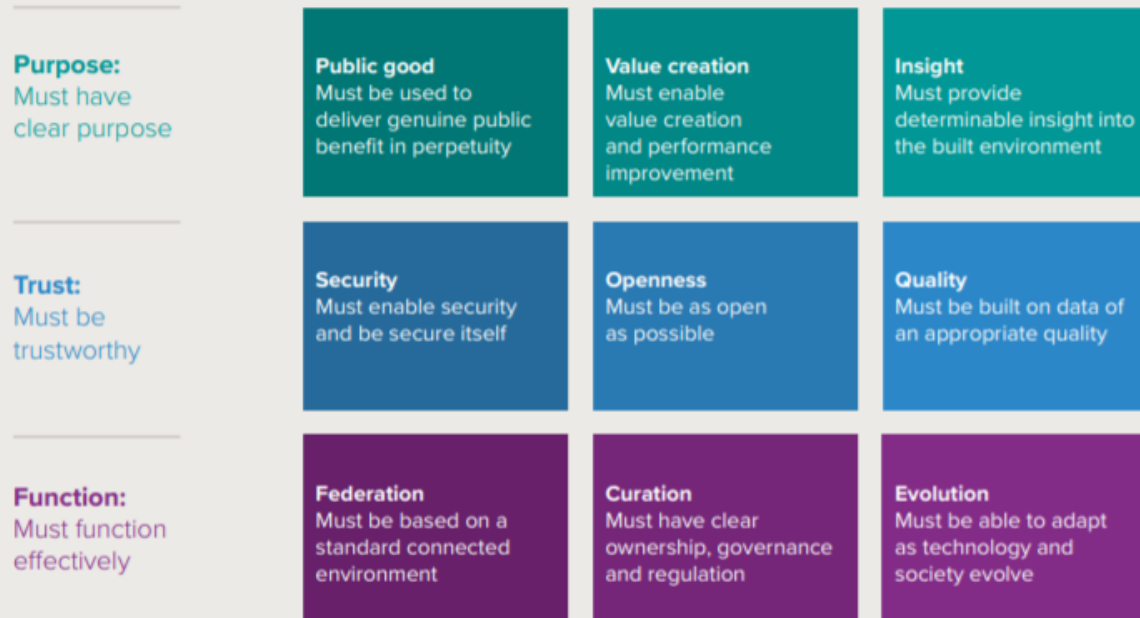 Purpose:
Must have
clear purpose
Public good
Must be used to
deliver genuine public
benefit in perpetuity
Value creation
Must enable
value creation
and performance
improvement
Insight
Must provide
determinable insight into
the built environment
Trust:
Must be
trustworthy
Security
Must enable security
and be secure itself
Openness
Must be as open
as possible
Quality
Must be built on data of
an appropriate quality
Function:
Must function
effectively
Federation
Must be based on a
standard connected
environment
Curation
Must have clear
ownership, governance
and regulation
Evolution
Must be able to adapt
as technology and
society evolve